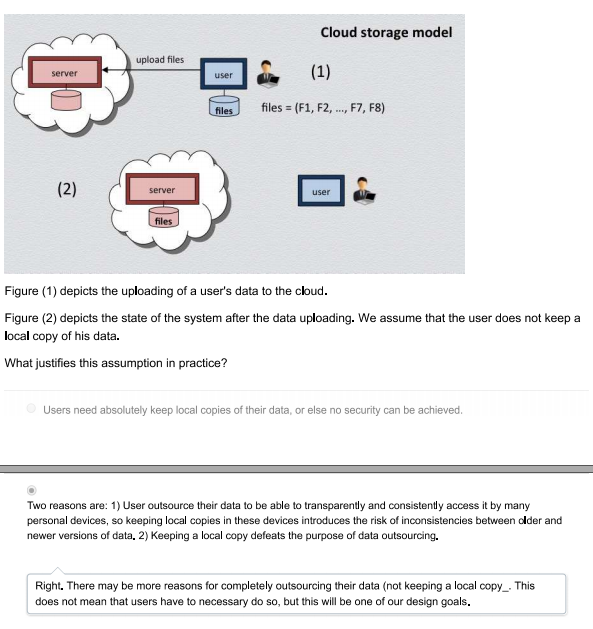 Cloud storage model
upload files
server
user
(1)
files
files = (F1, F2, ..., F7, F8)
(2)
server
user
files
Figure (1) depicts the uploading of a user's data to the cloud.
Figure (2) depicts the state of the system after the data uploading. We assume that the user does not keep a
local copy of his data.
What justifies this assumption in practice?
Users need absolutely keep local copies of their data, or else no security can be achieved.
Two reasons are: 1) User outsource their data to be able to transparently and consistently access it by many
personal devices, so keeping local copies in these devices introduces the risk of inconsistencies between older and
newer versions of data. 2) Keeping a local copy defeats the purpose of data outsourcing.
Right. There may be more reasons for completely outsourcing their data (not keeping a local copy_. This
does not mean that users have to necessary do so, but this will be one of our design goals.